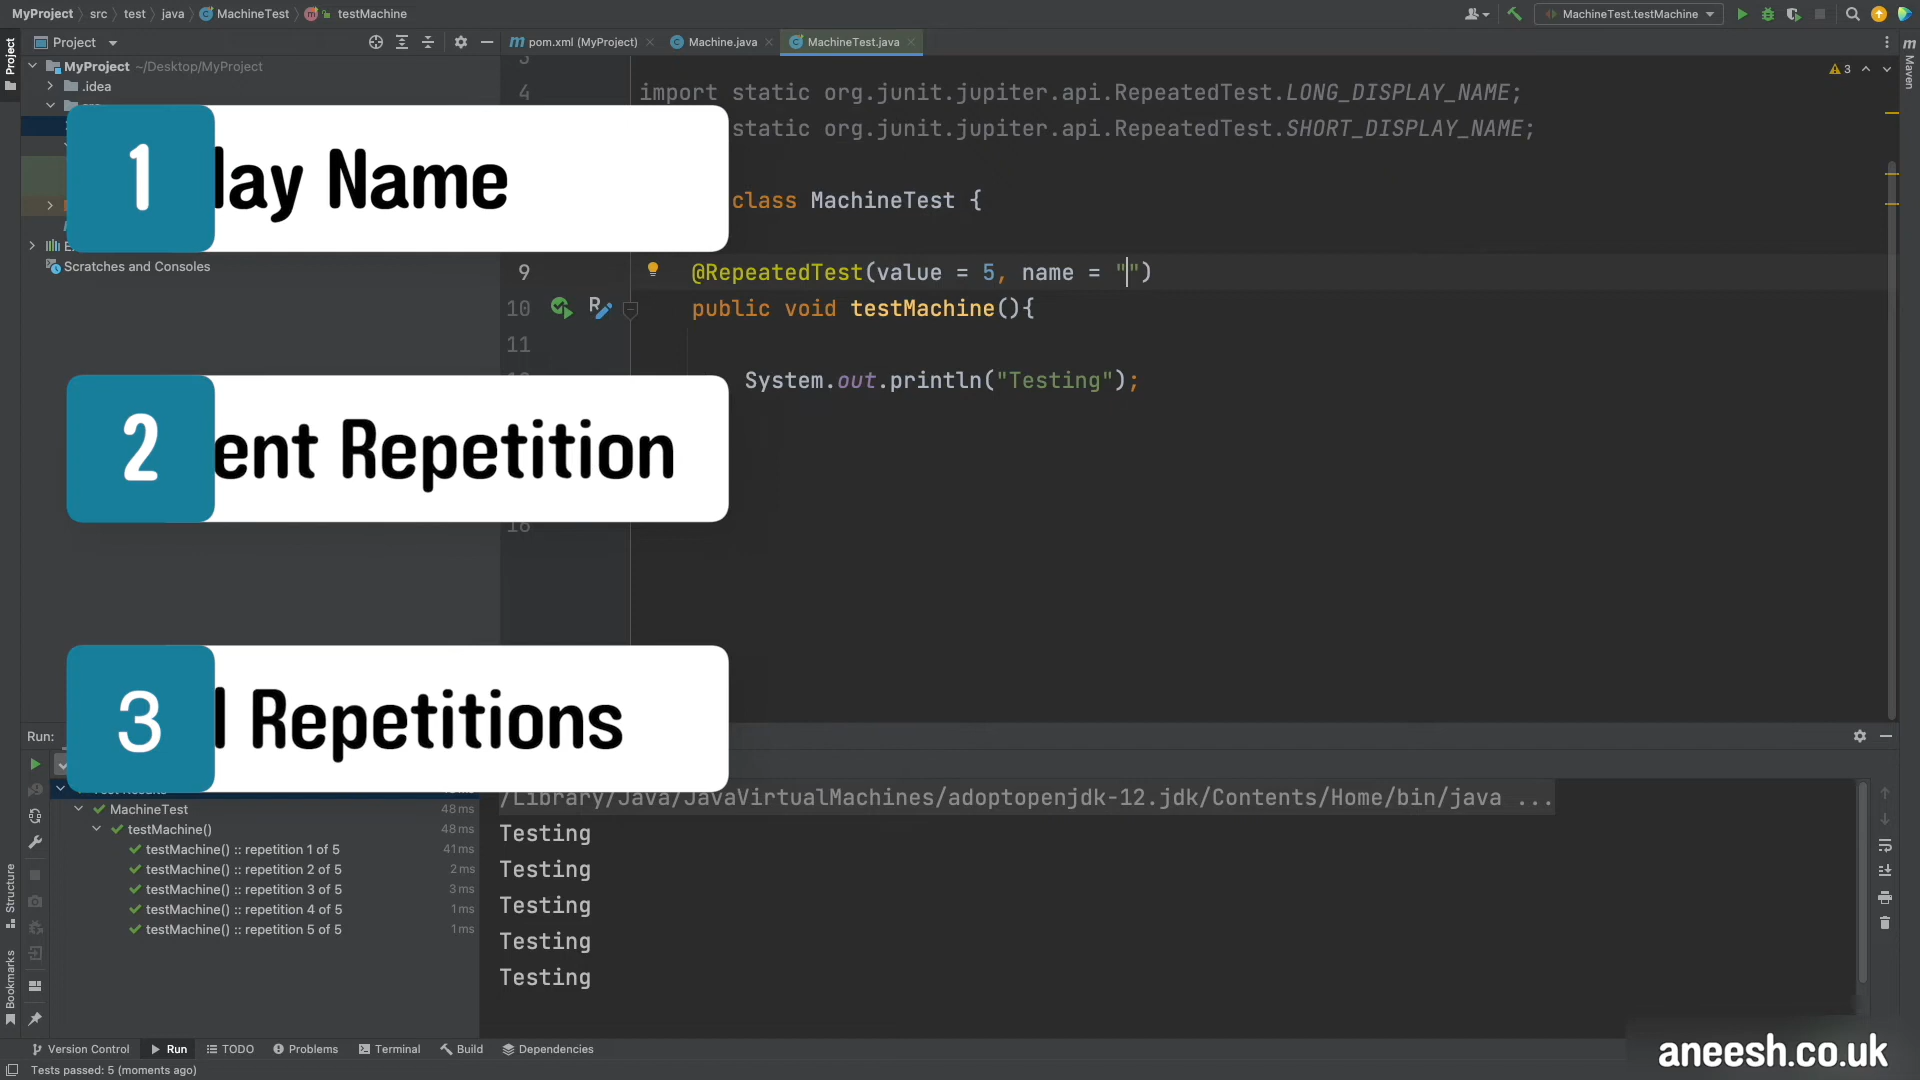 MyProject src test java MachineTest testMachine
MachineTest.testMachine
Project
pom.xml (MyProject) Machine.java MachineTest.java
Project
Maven
MyProject ~/Desktop/MyProject
.idea
3
4 import static org.junit.jupiter.api.RepeatedTest.LONG_DISPLAY_NAME;
static org.junit.jupiter.api.RepeatedTest.SHORT_DISPLAY_NAME;
1 lay Name
class MachineTest {
Scratches and Consoles
9 @RepeatedTest(value = 5, name = "")
10 public void testMachine(){
11
System.out.println("Testing");
2 ent Repetition
16
3 l Repetitions
Run:
/Library/Java/JavaVirtualMachines/adoptopenjdk-12.jdk/Contents/Home/bin/java ...
MachineTest 48 ms
testMachine() 48 ms
testMachine() :: repetition 1 of 5 41 ms
testMachine() :: repetition 2 of 5 2 ms
testMachine() :: repetition 3 of 5 3 ms
testMachine() :: repetition 4 of 5 1 ms
testMachine() :: repetition 5 of 5 1 ms
Testing
Testing
Testing
Testing
Testing
Structure
Bookmarks
Version Control Run TODO Problems Terminal Build Dependencies
Tests passed: 5 (moments ago)
aneesh.co.uk